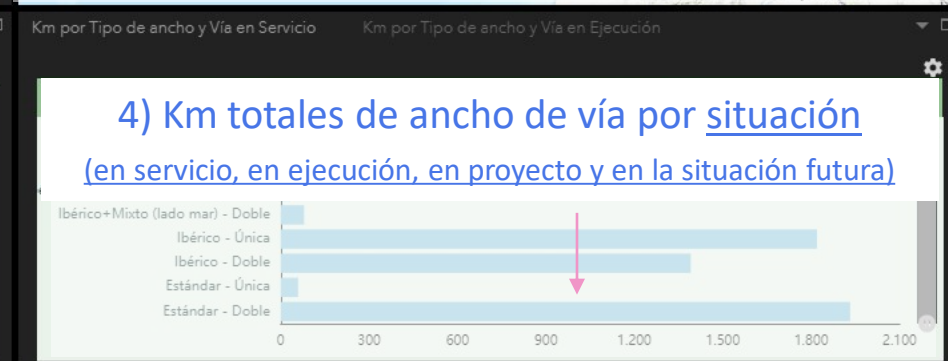 Km por Tipo de ancho y Vía en Servicio Km por Tipo de ancho y Vía en Ejecución
4) Km totales de ancho de vía por situación
(en servicio, en ejecución, en proyecto y en la situación futura)
Ibérico+Mixto (lado mar) - Doble
Ibérico - Única
Ibérico - Doble
Estándar - Única
Estándar - Doble
0 300 600 900 1.200 1.500 1.800 2.100